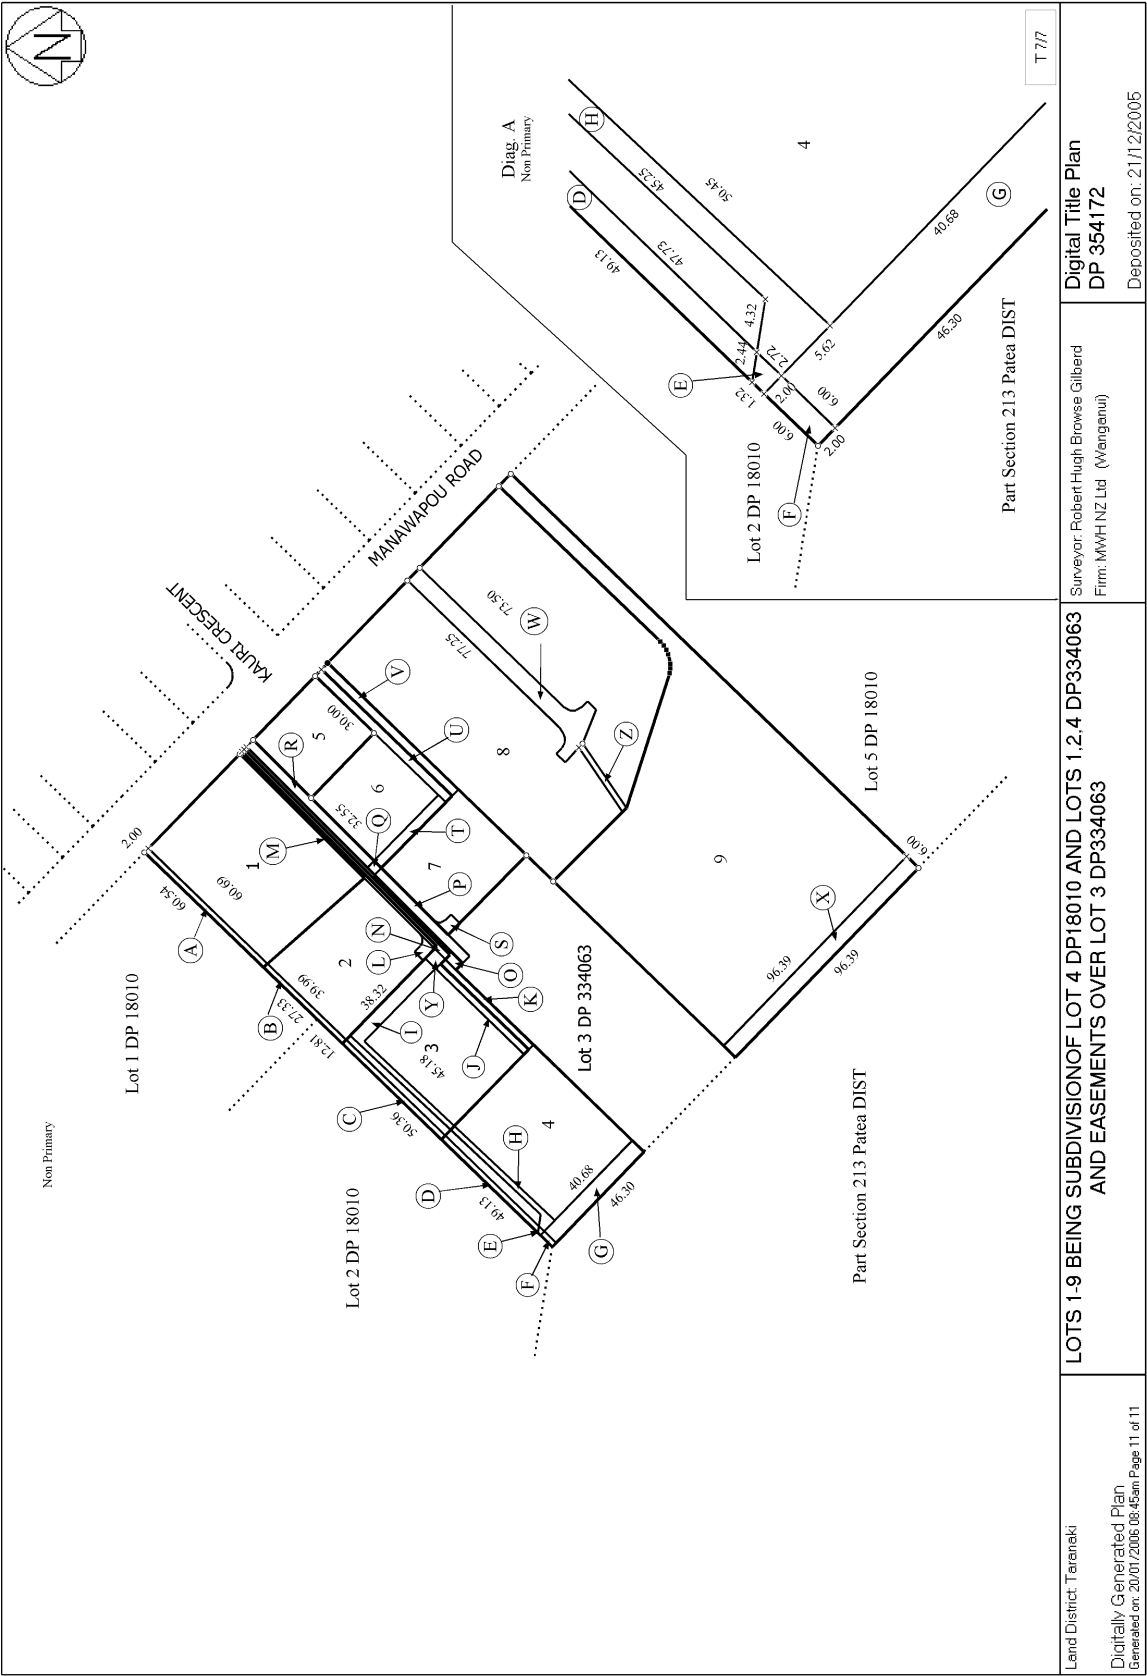 N
Non Primary
Lot 1 DP 18010
Lot 2 DP 18010
KAURI CRESCENT
MANAWAPOU ROAD
2.00
60.54
60.69
A
1
M
B
27.33
39.99
12.81
2
38.32
L
N
Y
I
C
50.36
45.18
3
J
K
O
S
P
Q
R
5
30.00
6
32.55
T
7
U
V
D
49.13
H
4
E
F
40.68
46.30
G
Lot 3 DP 334063
8
77.25
73.50
W
Z
9
X
96.39
96.39
6.00
Lot 5 DP 18010
Part Section 213 Patea DIST
Diag. A
Non Primary
D
H
49.13
47.73
45.25
50.45
4
E
2.44
4.32
1.32
2.72
2.00
5.62
6.00
6.00
2.00
F
40.68
46.30
G
Lot 2 DP 18010
Part Section 213 Patea DIST
T 7/7
Land District: Taranaki
Digitally Generated Plan
Generated on: 20/01/2006 08:45am Page 11 of 11
LOTS 1-9 BEING SUBDIVISIONOF LOT 4 DP18010 AND LOTS 1,2,4 DP334063
AND EASEMENTS OVER LOT 3 DP334063
Surveyor: Robert Hugh Browse Gilberd
Firm: MWH NZ Ltd (Wanganui)
Digital Title Plan
DP 354172
Deposited on: 21/12/2005